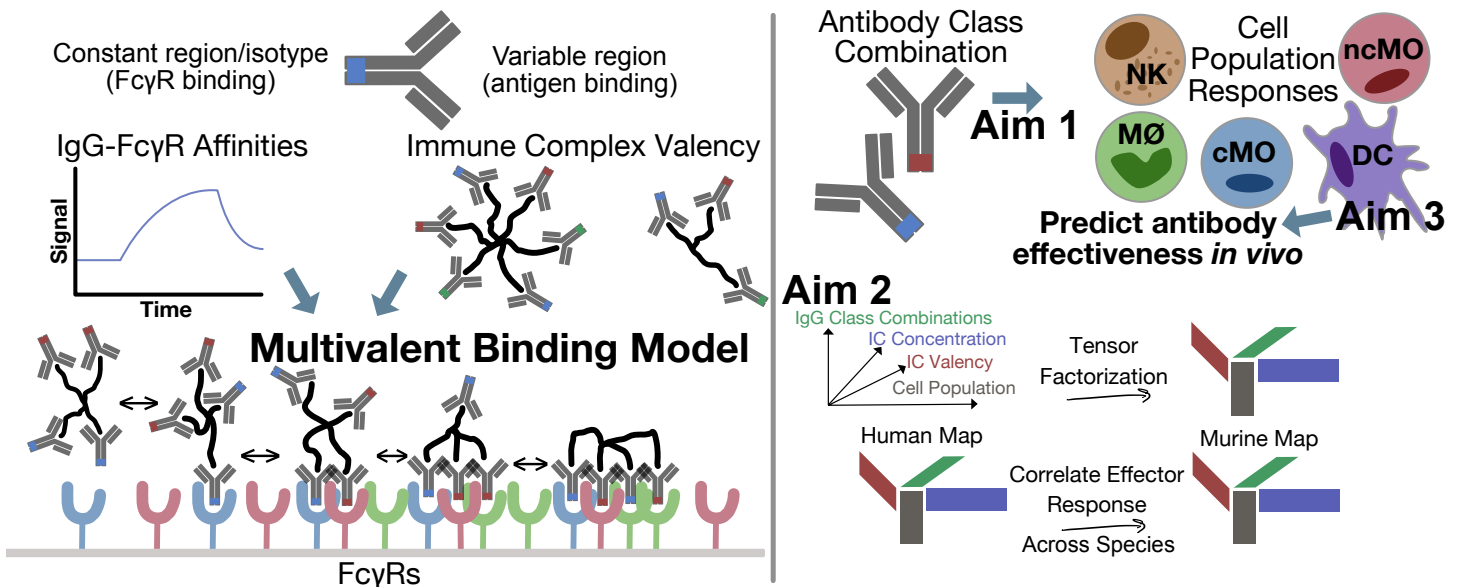 Constant region/isotype
(FcγR binding)
Variable region
(antigen binding)
IgG-FcγR Affinities
Signal
Time
Immune Complex Valency
Multivalent Binding Model
FcγRs
Antibody Class
Combination
Aim 1
Cell
Population
Responses
NK
ncMO
MØ
cMO
DC
Aim 3
Predict antibody
effectiveness in vivo
Aim 2
IgG Class Combinations
IC Concentration
IC Valency
Cell Population
Tensor
Factorization
Human Map
Murine Map
Correlate Effector
Response
Across Species